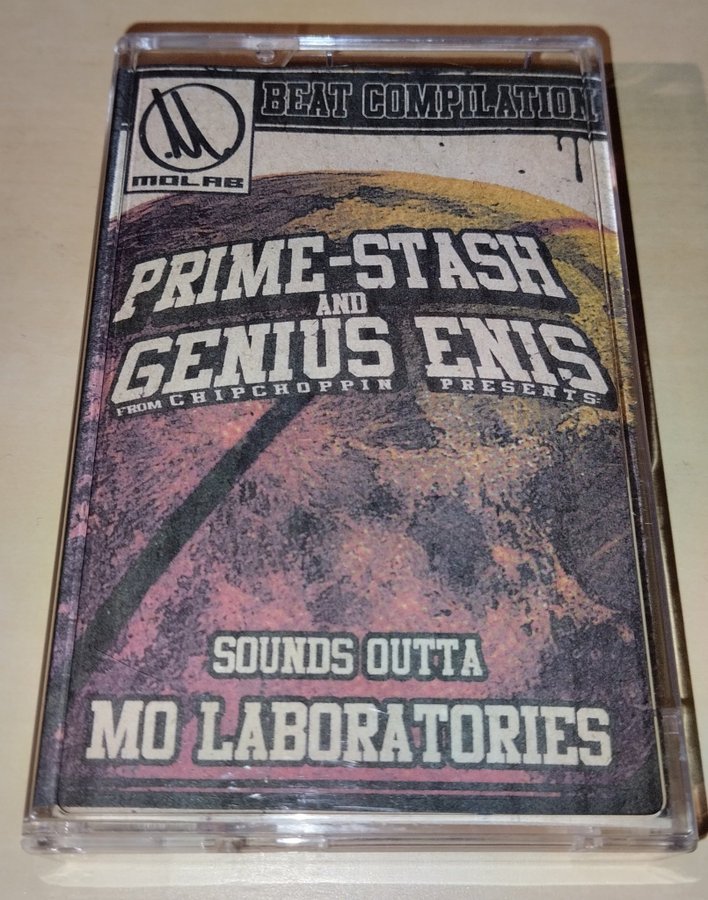 BEAT COMPILATION
M
MOLAB
PRIME-STASH
AND
GENIUS ENIS
FROM CHIPCHOPPIN PRESENTS:
SOUNDS OUTTA
MO LABORATORIES